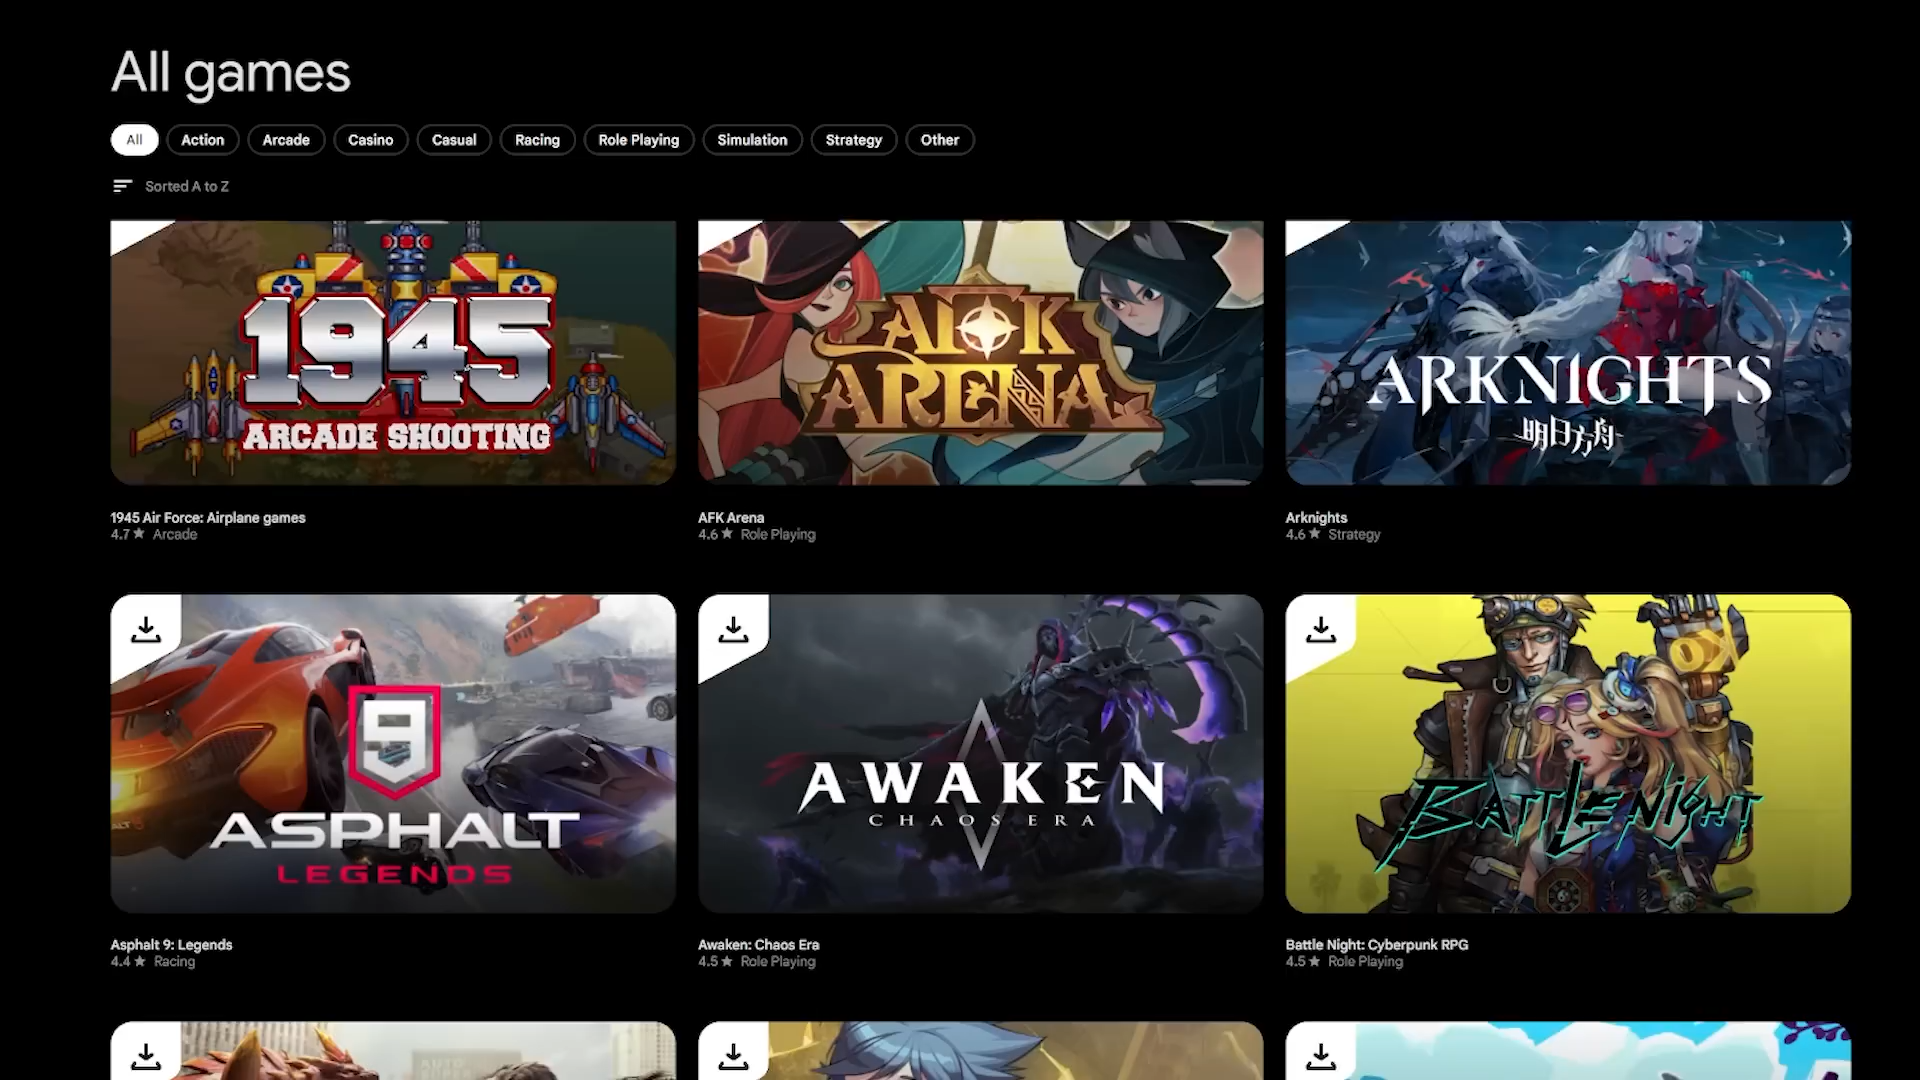 All games
All Action Arcade Casino Casual Racing Role Playing Simulation Strategy Other
Sorted A to Z
1945
ARCADE SHOOTING
AFK
ARENA
ARKNIGHTS
明日方舟
1945 Air Force: Airplane games
4.7★ Arcade
AFK Arena
4.6★ Role Playing
Arknights
4.6★ Strategy
9
ASPHALT
LEGENDS
AWAKEN
CHAOS ERA
OX
BATTLE NIGHT
Asphalt 9: Legends
4.4★ Racing
Awaken: Chaos Era
4.5★ Role Playing
Battle Night: Cyberpunk RPG
4.5★ Role Playing